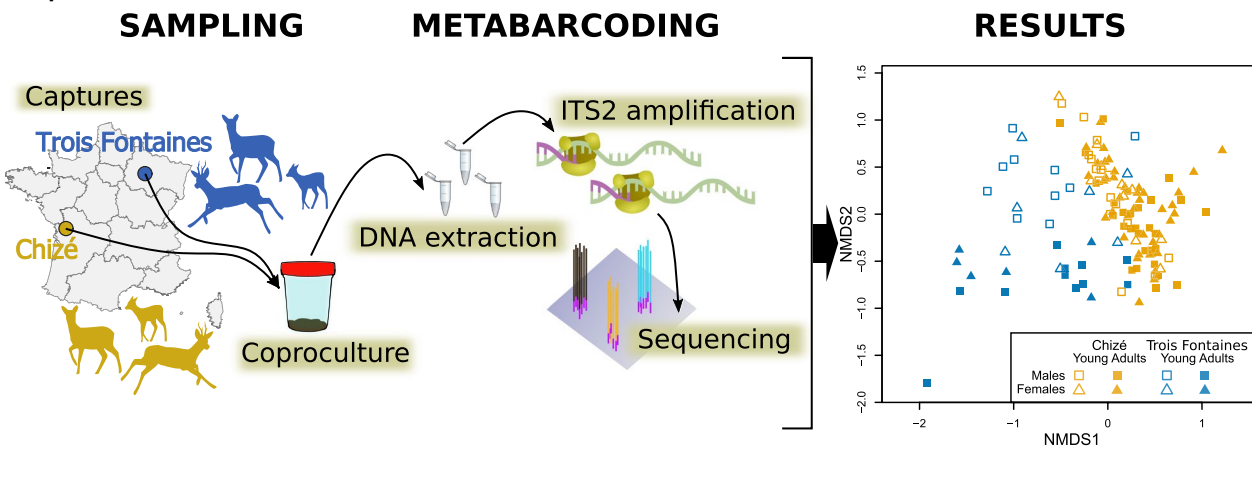 SAMPLING
METABARCODING
RESULTS
Captures
Trois Fontaines
Chizé
Coproculture
DNA extraction
ITS2 amplification
Sequencing
NMDS2
1.5
1.0
0.5
0.0
−0.5
−1.0
−1.5
−2.0
−2
−1
0
1
NMDS1
Chizé Trois Fontaines
Young Adults Young Adults
Males
Females